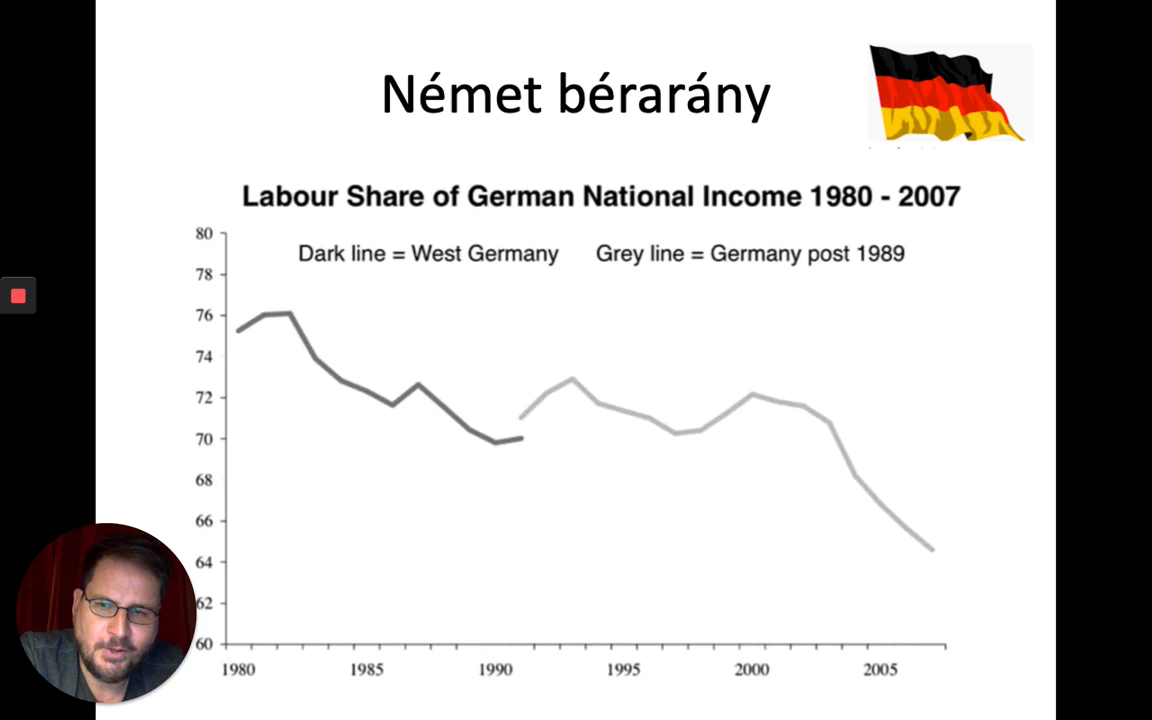 Német bérarány
Labour Share of German National Income 1980 - 2007
Dark line = West Germany Grey line = Germany post 1989
80
78
76
74
72
70
68
66
64
62
60
1980 1985 1990 1995 2000 2005